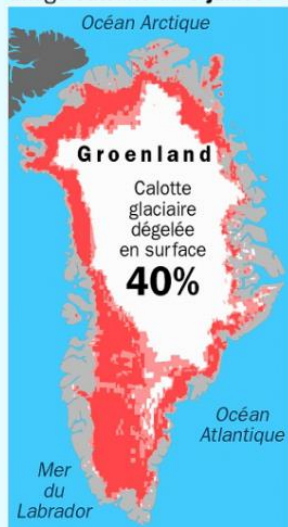 Océan Arctique
Groenland
Calotte
glaciaire
dégelée
en surface
40%
Océan
Atlantique
Mer
du
Labrador